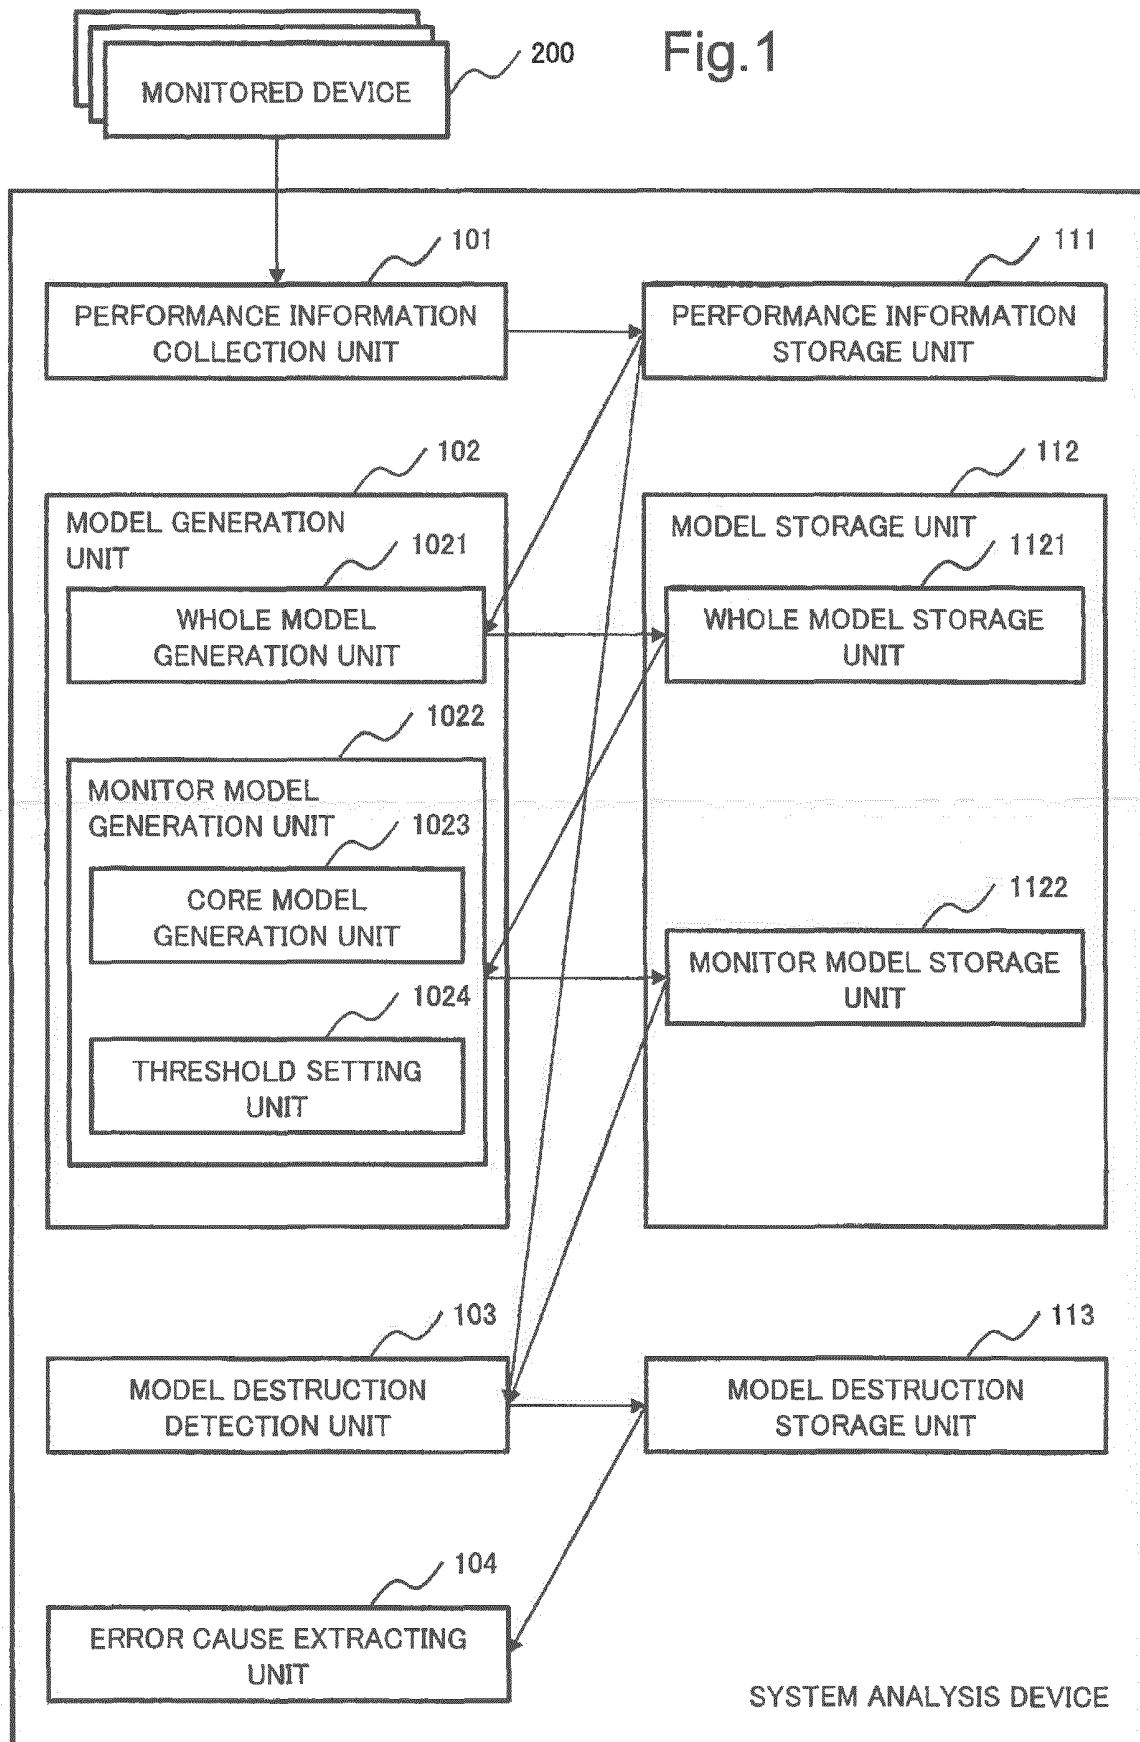 Fig.1
200
MONITORED DEVICE
101
PERFORMANCE INFORMATION
COLLECTION UNIT
111
PERFORMANCE INFORMATION
STORAGE UNIT
102
MODEL GENERATION
UNIT
1021
WHOLE MODEL
GENERATION UNIT
1022
MONITOR MODEL
GENERATION UNIT
1023
CORE MODEL
GENERATION UNIT
1024
THRESHOLD SETTING
UNIT
112
MODEL STORAGE UNIT
1121
WHOLE MODEL STORAGE
UNIT
1122
MONITOR MODEL STORAGE
UNIT
103
MODEL DESTRUCTION
DETECTION UNIT
113
MODEL DESTRUCTION
STORAGE UNIT
104
ERROR CAUSE EXTRACTING
UNIT
SYSTEM ANALYSIS DEVICE